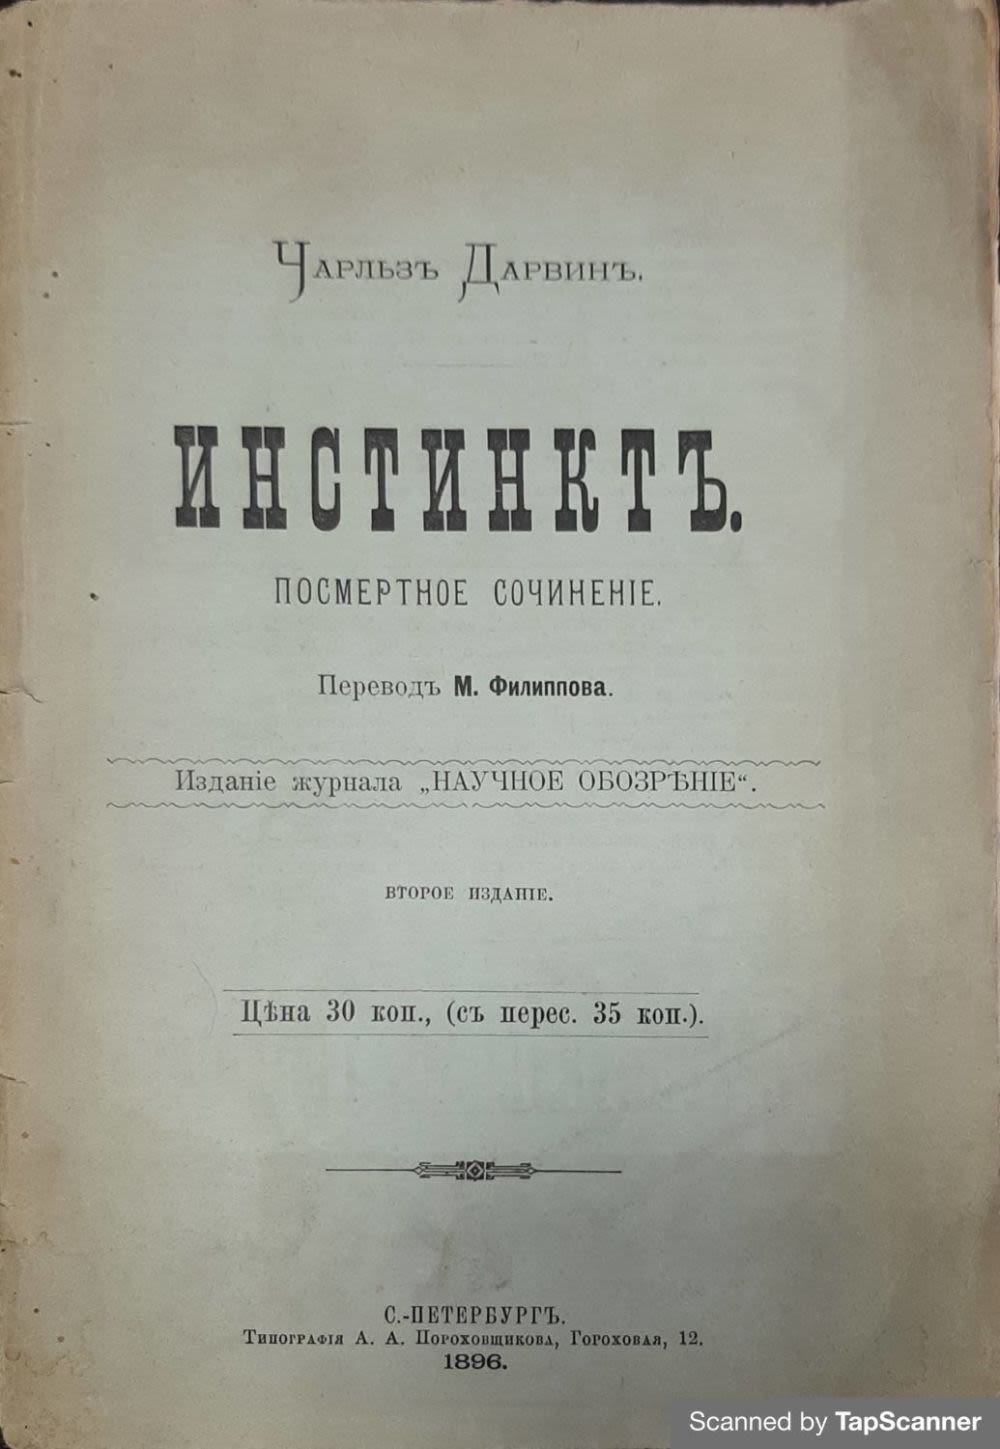 Чарльзъ Дарвинъ.
ИНСТИНКТЪ.
ПОСМЕРТНОЕ СОЧИНЕНІЕ.
Переводъ М. Филиппова.
Изданіе журнала „НАУЧНОЕ ОБОЗРѢНІЕ“.
ВТОРОЕ ИЗДАНІЕ.
Цѣна 30 коп., (съ перес. 35 коп.).
С.-ПЕТЕРБУРГЪ.
Типографія А. А. Пороховщикова, Гороховая, 12.
1896.
Scanned by TapScanner